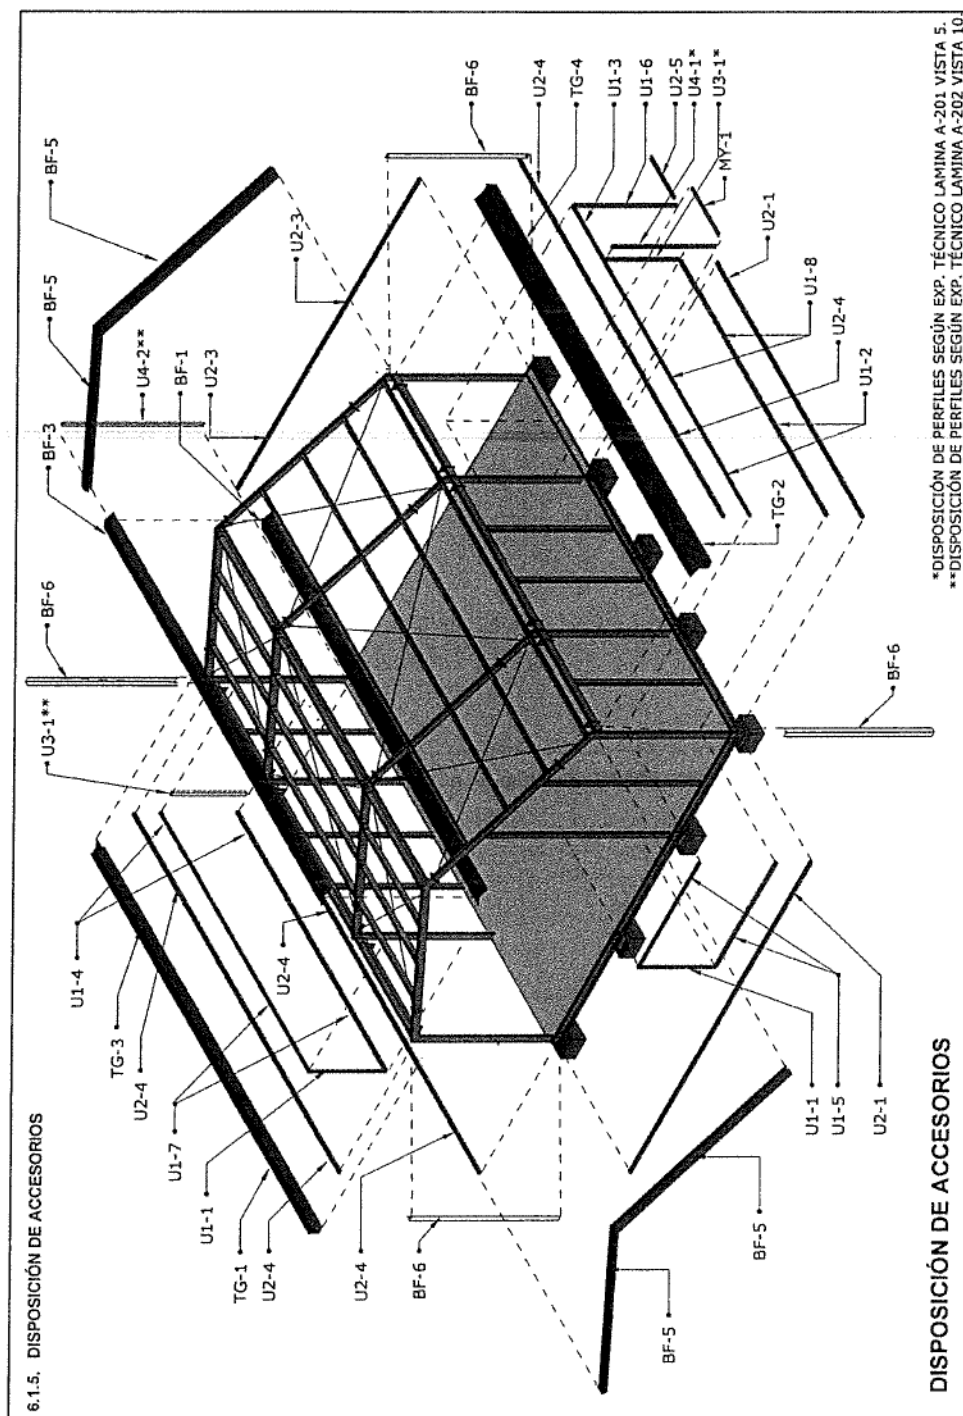 6.1.5. DISPOSICIÓN DE ACCESORIOS
TG-1
U2-4
U1-1
U1-7
U2-4
TG-3
U1-4
U3-1**
BF-6
BF-3
BF-5
BF-5
U4-2**
BF-1
U2-3
U2-3
BF-6
U2-4
TG-4
U1-3
U1-6
U2-5
U4-1*
U3-1*
MY-1
U2-1
U1-8
U2-4
U1-2
TG-2
U2-4
U2-4
BF-6
BF-6
U1-1
U1-5
U2-1
BF-5
BF-5
DISPOSICIÓN DE ACCESORIOS
*DISPOSICIÓN DE PERFILES SEGÚN EXP. TÉCNICO LAMINA A-201 VISTA 5.
**DISPOSICIÓN DE PERFILES SEGÚN EXP. TÉCNICO LAMINA A-202 VISTA 10.